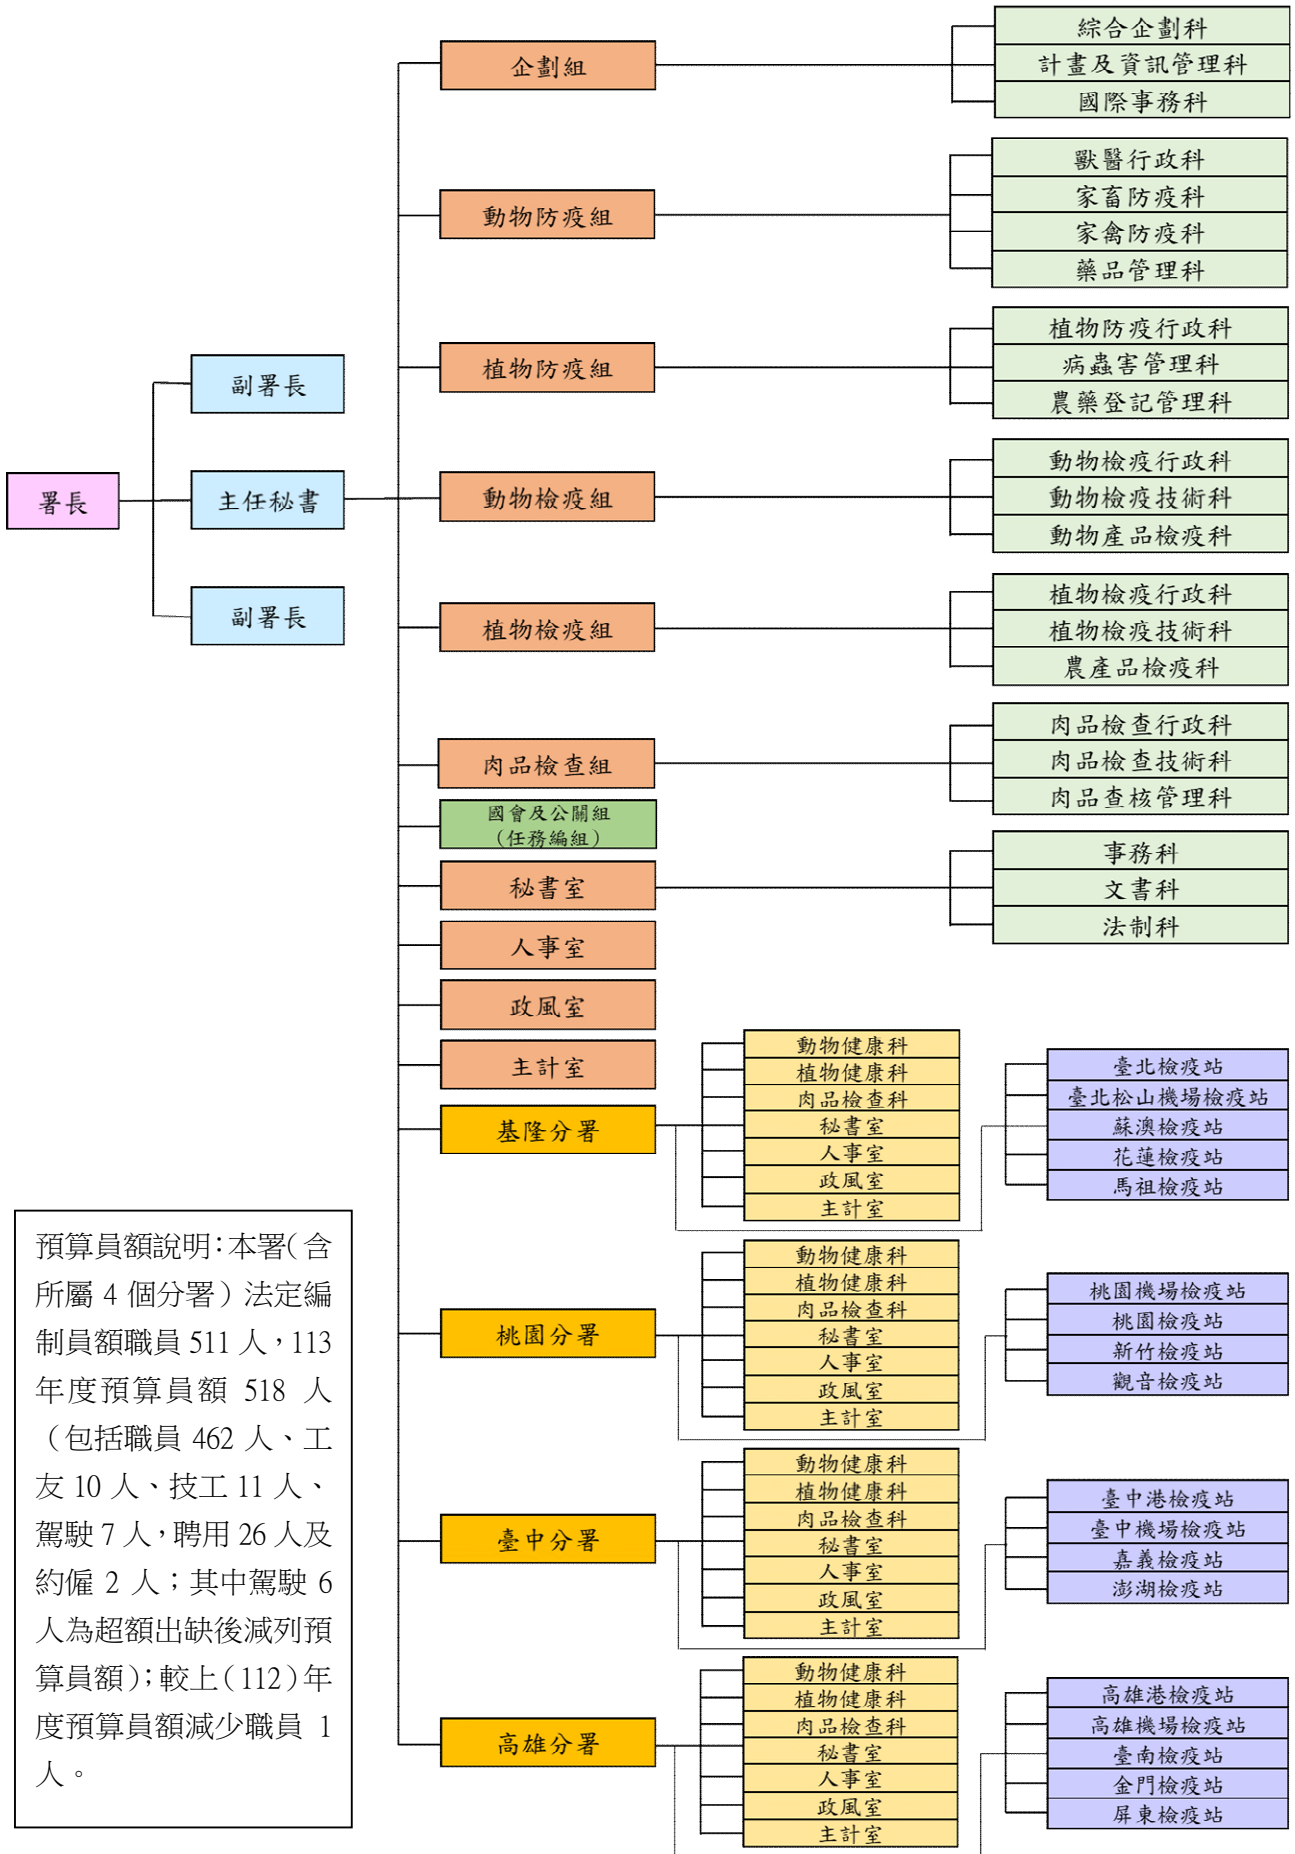 署長
副署長
主任秘書
副署長
企劃組
綜合企劃科
計畫及資訊管理科
國際事務科
動物防疫組
獸醫行政科
家畜防疫科
家禽防疫科
藥品管理科
植物防疫組
植物防疫行政科
病蟲害管理科
農藥登記管理科
動物檢疫組
動物檢疫行政科
動物檢疫技術科
動物產品檢疫科
植物檢疫組
植物檢疫行政科
植物檢疫技術科
農產品檢疫科
肉品檢查組
肉品檢查行政科
肉品檢查技術科
肉品查核管理科
國會及公關組
(任務編組)
秘書室
事務科
文書科
法制科
人事室
政風室
主計室
基隆分署
動物健康科
植物健康科
肉品檢查科
秘書室
人事室
政風室
主計室
臺北檢疫站
臺北松山機場檢疫站
蘇澳檢疫站
花蓮檢疫站
馬祖檢疫站
桃園分署
動物健康科
植物健康科
肉品檢查科
秘書室
人事室
政風室
主計室
桃園機場檢疫站
桃園檢疫站
新竹檢疫站
觀音檢疫站
臺中分署
動物健康科
植物健康科
肉品檢查科
秘書室
人事室
政風室
主計室
臺中港檢疫站
臺中機場檢疫站
嘉義檢疫站
澎湖檢疫站
高雄分署
動物健康科
植物健康科
肉品檢查科
秘書室
人事室
政風室
主計室
高雄港檢疫站
高雄機場檢疫站
臺南檢疫站
金門檢疫站
屏東檢疫站
預算員額說明：本署(含
所屬 4 個分署）法定編
制員額職員 511 人，113
年度預算員額 518 人
（包括職員 462 人、工
友 10 人、技工 11 人、
駕駛 7 人，聘用 26 人及
約僱 2 人；其中駕駛 6
人為超額出缺後減列預
算員額)；較上(112)年
度預算員額減少職員 1
人。